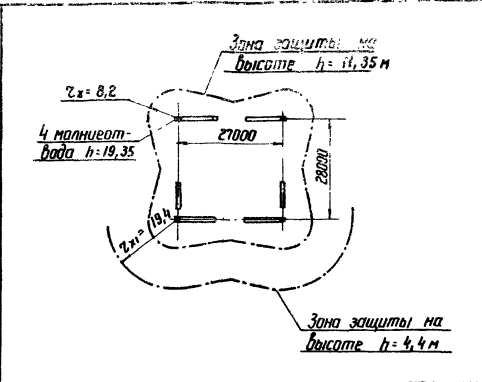 Зона защиты на
высоте h= 11,35 м
rx= 8,2
4 молниеот-
вода h=19,35
27000
28000
rx1= 19,4
Зона защиты на
высоте h= 4,4 м